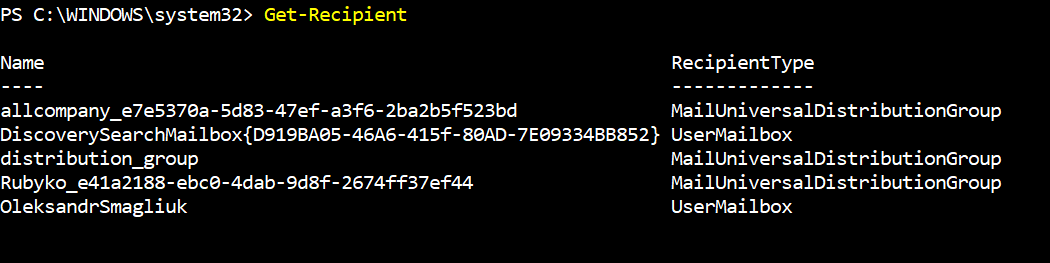 PS C:\WINDOWS\system32> Get-Recipient
Name RecipientType
---- -------------
allcompany_e7e5370a-5d83-47ef-a3f6-2ba2b5f523bd MailUniversalDistributionGroup
DiscoverySearchMailbox{D919BA05-46A6-415f-80AD-7E09334BB852} UserMailbox
distribution_group MailUniversalDistributionGroup
Rubyko_e41a2188-ebc0-4dab-9d8f-2674ff37ef44 MailUniversalDistributionGroup
OleksandrSmagliuk UserMailbox